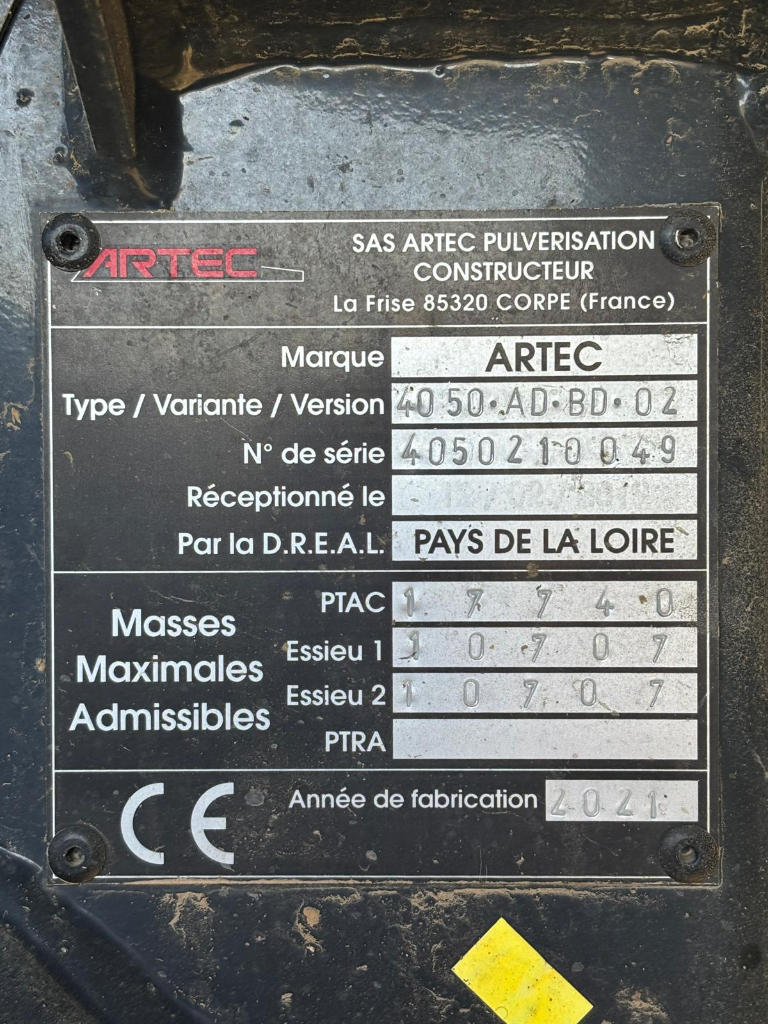 ARTEC
SAS ARTEC PULVERISATION
CONSTRUCTEUR
La Frise 85320 CORPE (France)
Marque ARTEC
Type / Variante / Version 4050·AD·BD·02
N° de série 4050210049
Réceptionné le
Par la D.R.E.A.L. PAYS DE LA LOIRE
Masses Maximales Admissibles
PTAC 17740
Essieu 1 10707
Essieu 2 10707
PTRA
CE Année de fabrication 2021